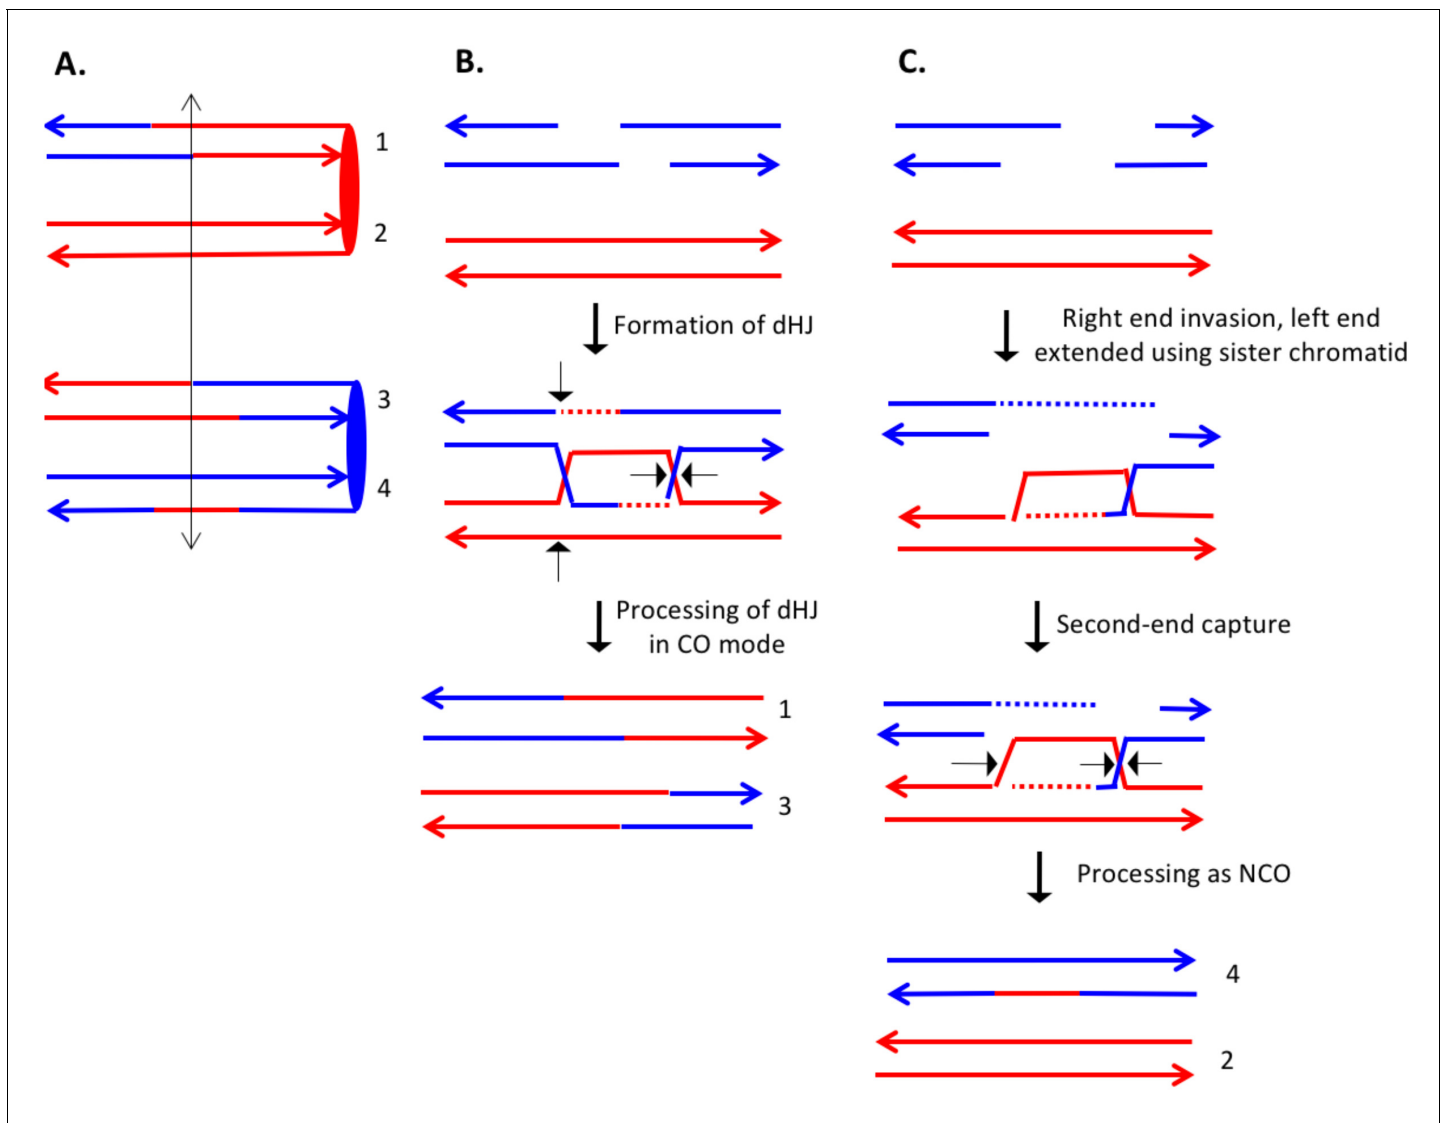 A.
1
2
3
4
B.
Formation of dHJ
Processing of dHJ
in CO mode
1
3
C.
Right end invasion, left end
extended using sister chromatid
Second-end capture
Processing as NCO
4
2